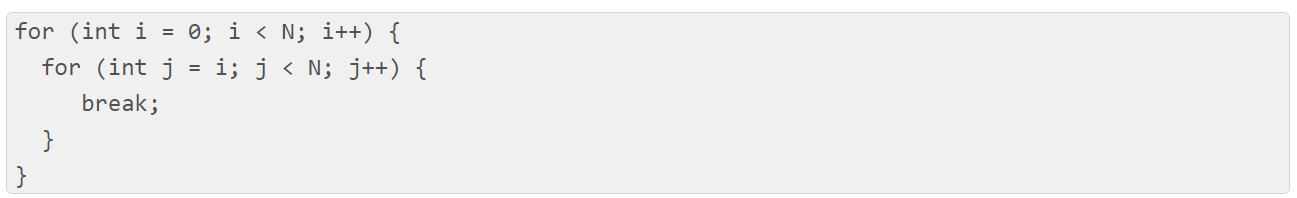 for (int i = 0; i < N; i++) {
  for (int j = i; j < N; j++) {
     break;
  }
}